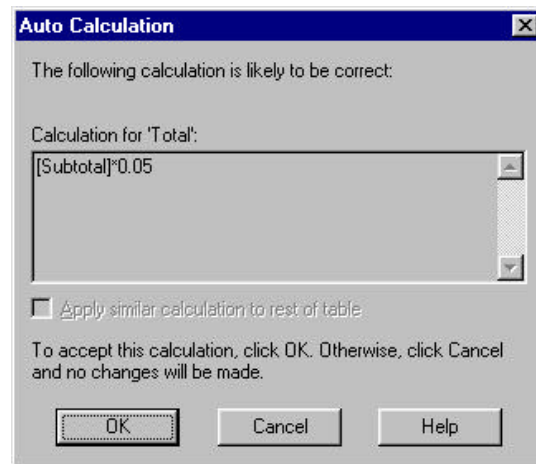 Auto Calculation
The following calculation is likely to be correct:
Calculation for 'Total':
[Subtotal]*0.05
Apply similar calculation to rest of table
To accept this calculation, click OK. Otherwise, click Cancel
and no changes will be made.
OK Cancel Help